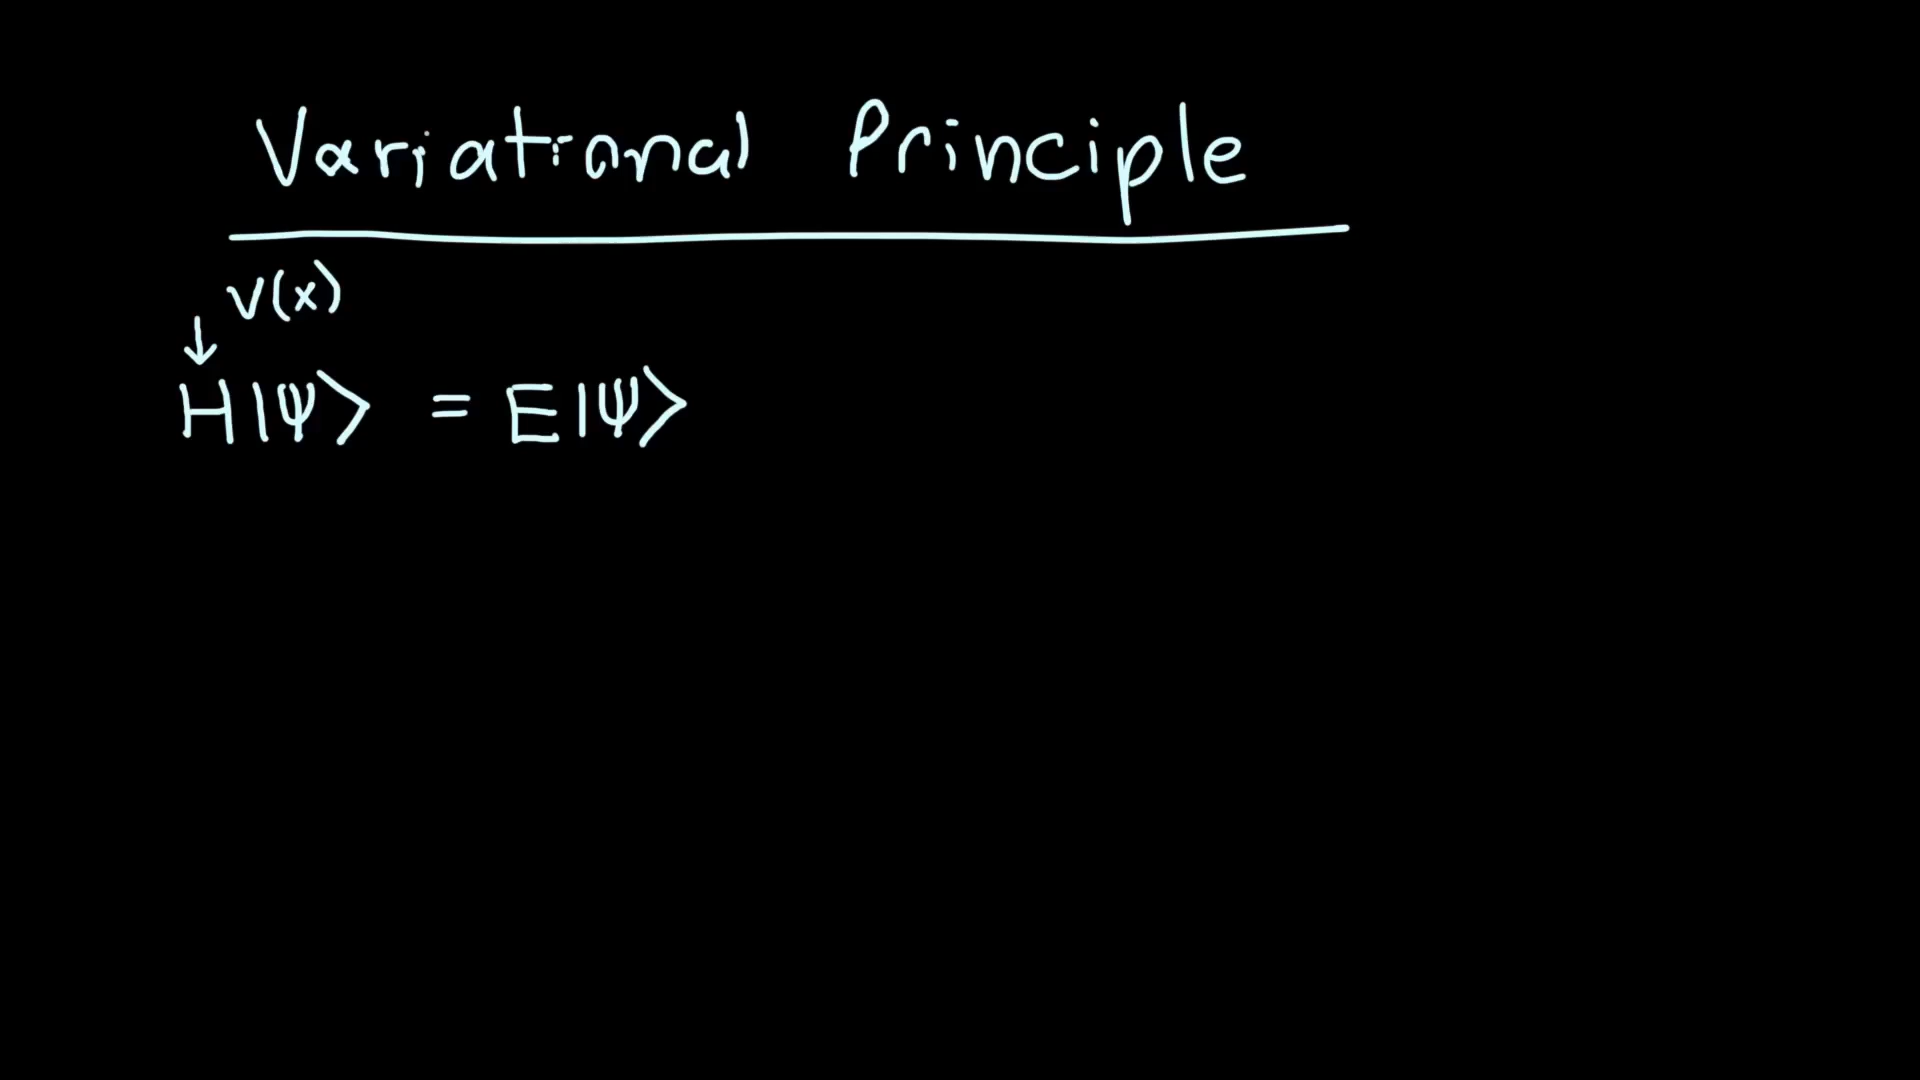 Variational Principle
↓ V(x)
H|ψ> = E|ψ>